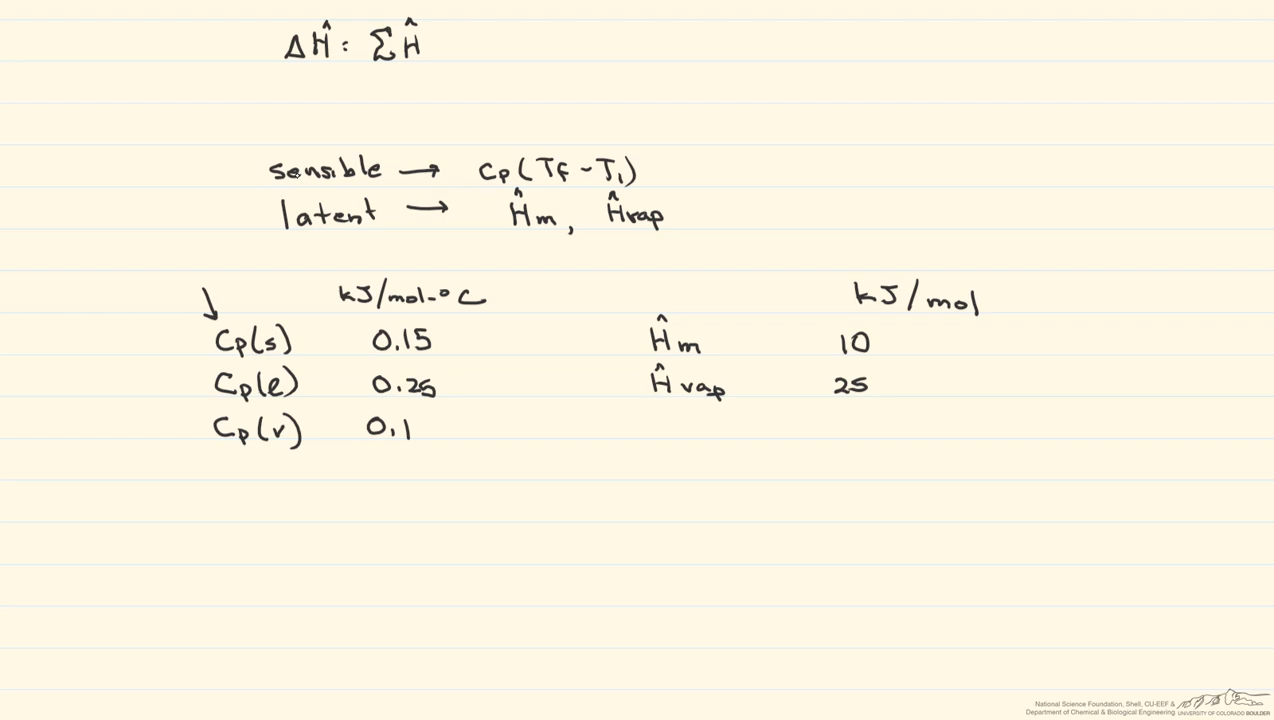 ΔĤ = ΣĤ
sensible → Cp(Tf - T1)
latent → Ĥm, Ĥvap
kJ/mol-°C kJ/mol
Cp(s) 0.15 Ĥm 10
Cp(l) 0.25 Ĥvap 25
Cp(v) 0.1
National Science Foundation, Shell, CU-EEF &
Department of Chemical & Biological Engineering UNIVERSITY OF COLORADO BOULDER